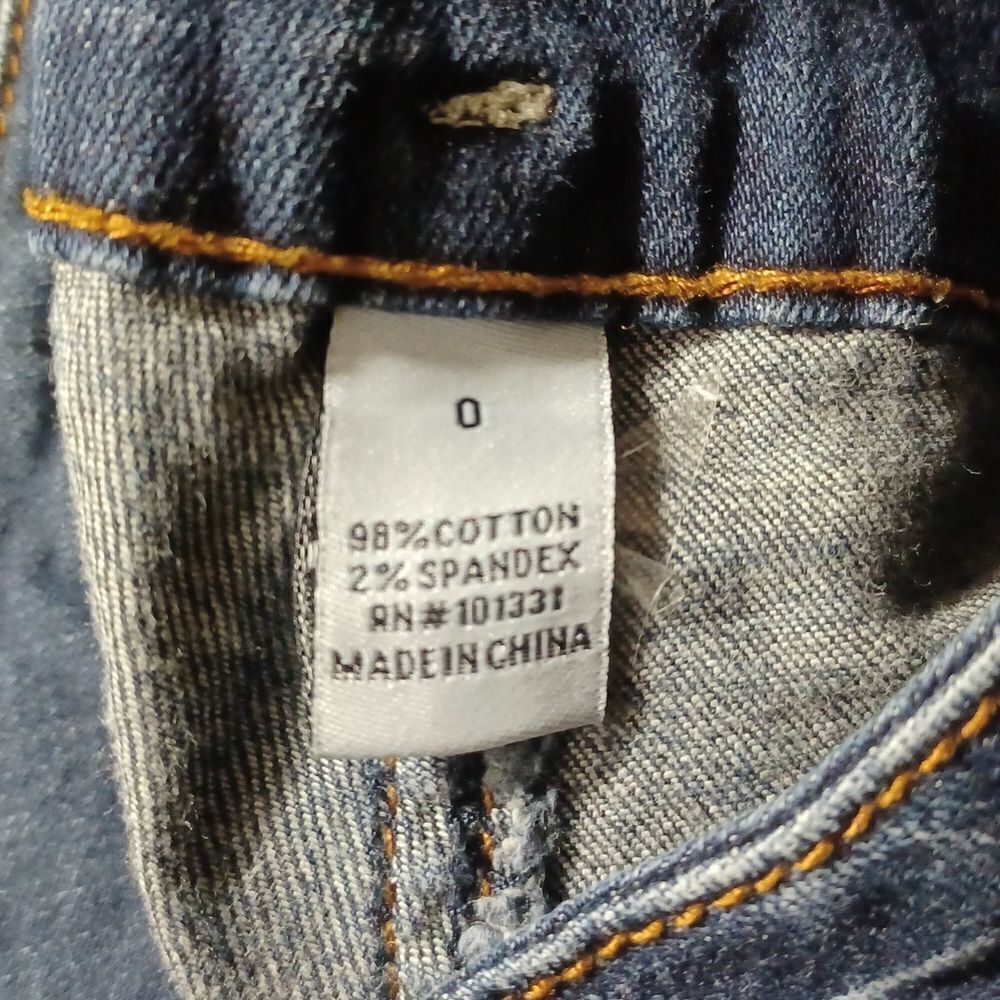 0
98% COTTON
2% SPANDEX
RN # 101331
MADE IN CHINA